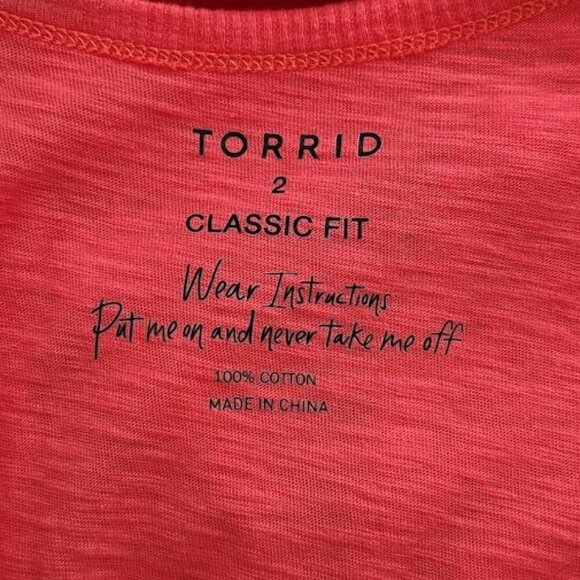 TORRID
2
CLASSIC FIT
Wear Instructions
Put me on and never take me off
100% COTTON
MADE IN CHINA